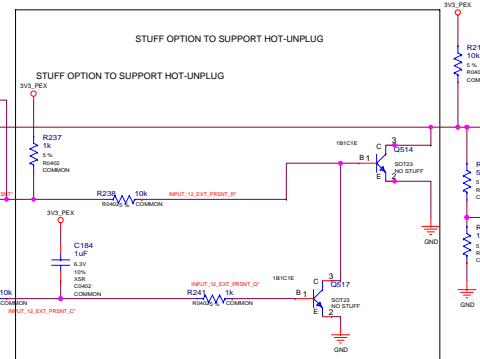 3V3_PEX
STUFF OPTION TO SUPPORT HOT-UNPLUG
R21
10k
5 %
R040
COM
STUFF OPTION TO SUPPORT HOT-UNPLUG
3V3_PEX
R237
1k
5 %
R0402
COMMON
1B1C1E
C
3
Q514
B
1
SOT23
NO STUFF
E
2
R238
10k
R0402
5 %
COMMON
INPUT_12_EXT_PRSNT_R*
3V3_PEX
GND
C184
1uF
6.3V
10%
X5R
C0402
COMMON
10k
COMMON
INPUT_12_EXT_PRSNT_C*
INPUT_12_EXT_PRSNT_Q*
R241
1k
R0402
5 %
COMMON
1B1C1E
C
3
Q517
B
1
SOT23
NO STUFF
E
2
GND
GND